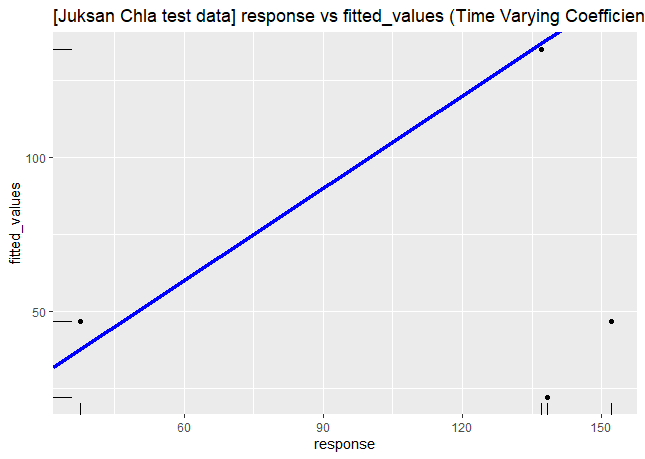 [Juksan Chla test data] response vs fitted_values (Time Varying Coefficien
100
50
fitted_values
60
90
120
150
response